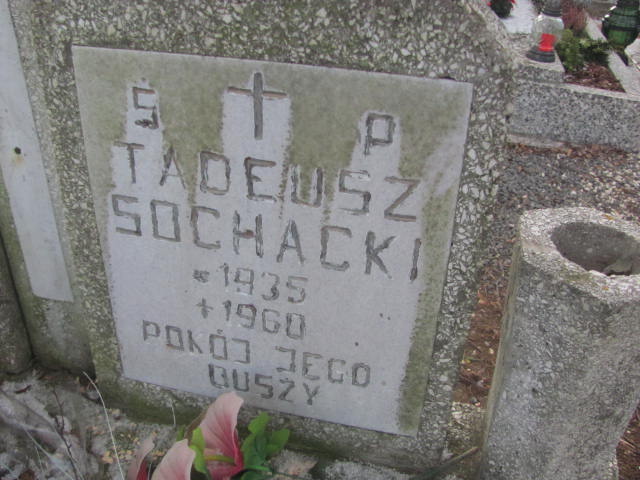 Ś † P
TADEUSZ
SOCHACKI
* 1935
+ 1960
POKÓJ JEGO
DUSZY